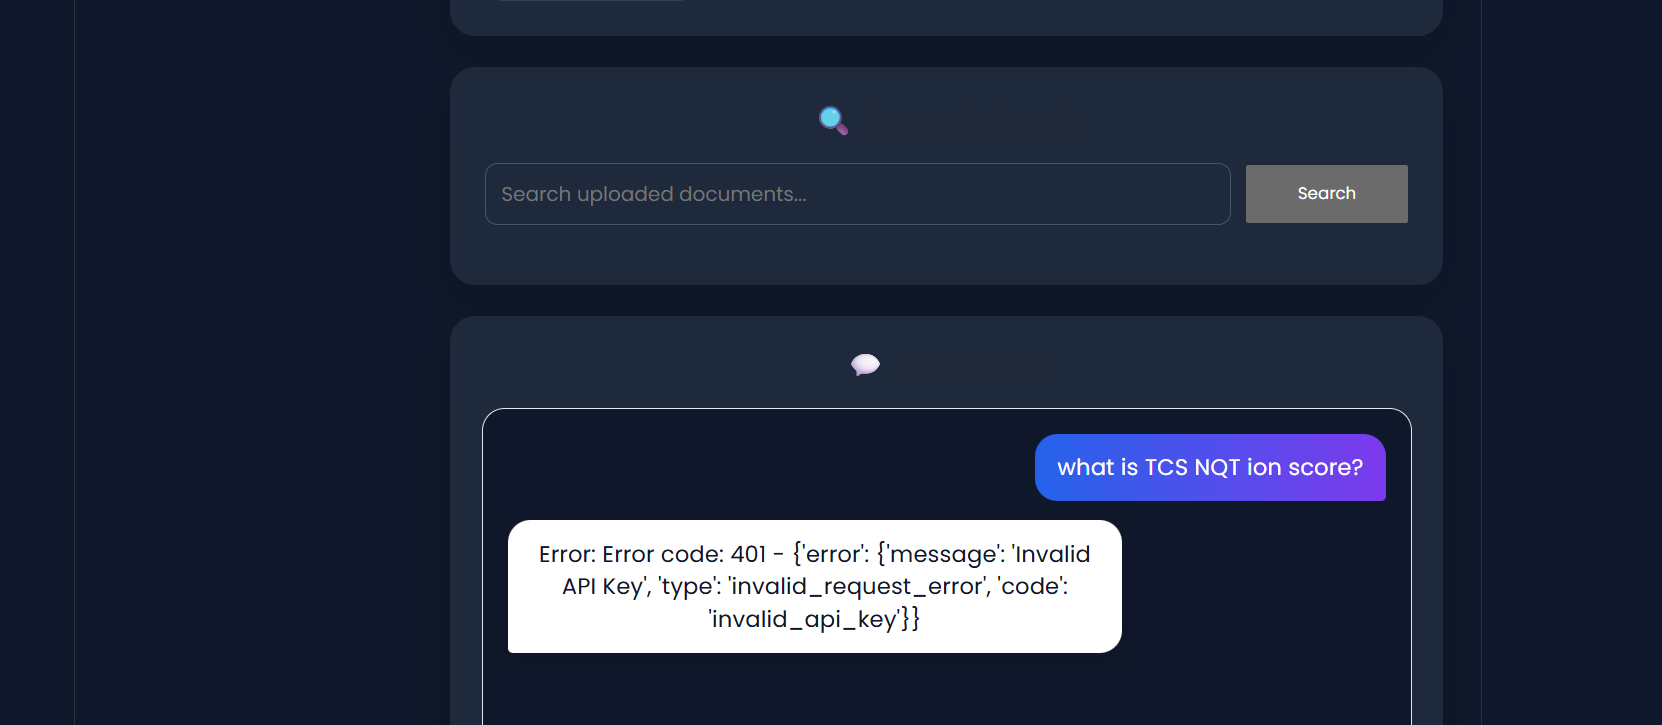 Search uploaded documents...
Search
what is TCS NQT ion score?
Error: Error code: 401 - {'error': {'message': 'Invalid
API Key', 'type': 'invalid_request_error', 'code':
'invalid_api_key'}}